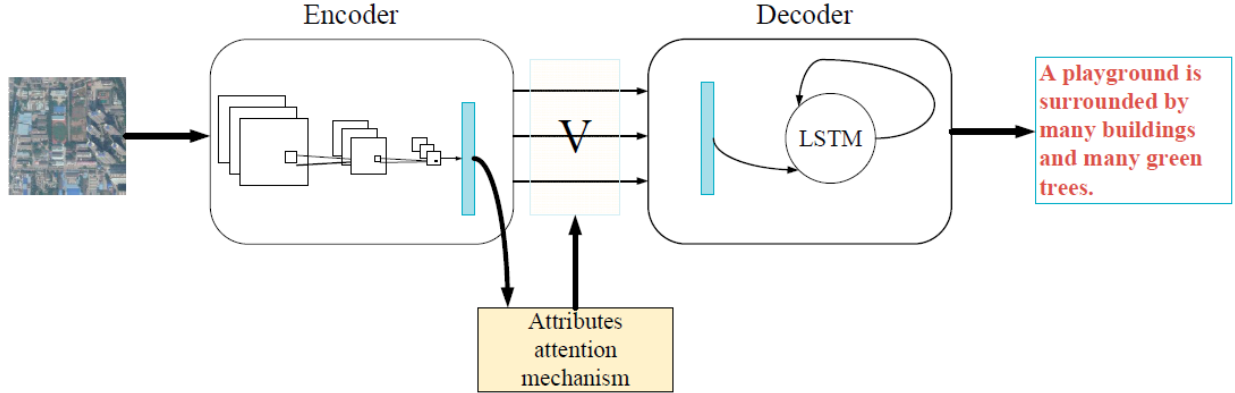 Encoder
Decoder
V
LSTM
A playground is
surrounded by
many buildings
and many green
trees.
Attributes
attention
mechanism